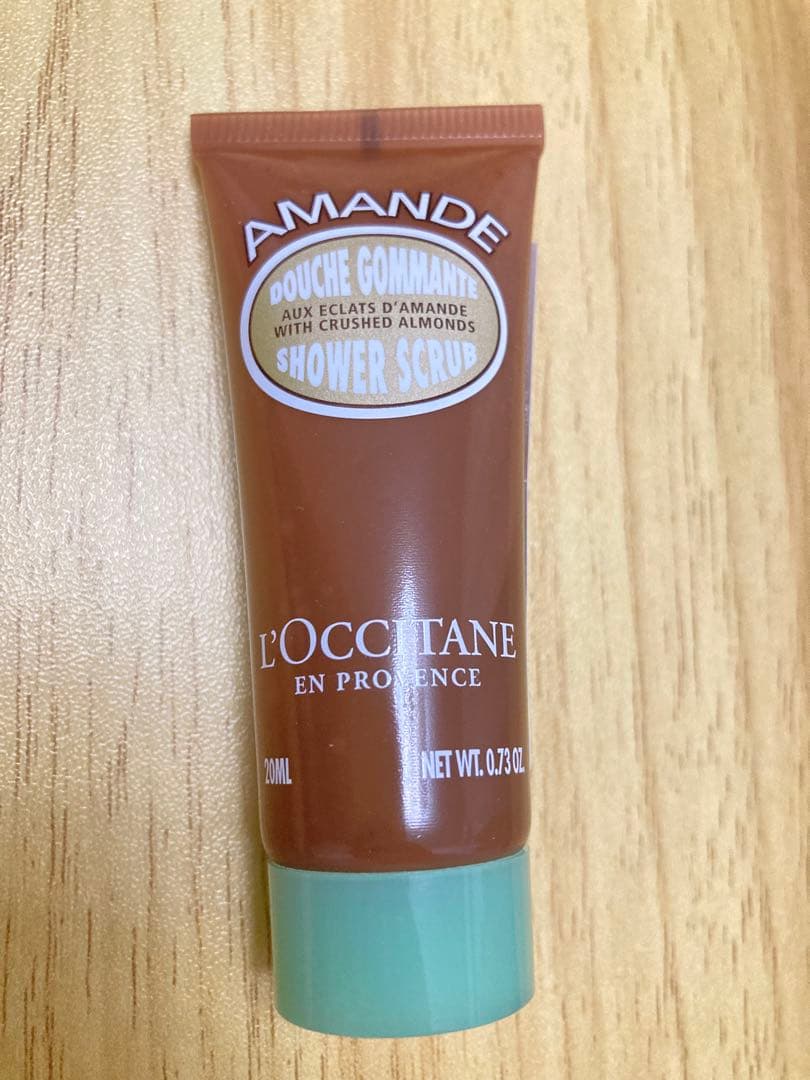 AMANDE
DOUCHE GOMMANTE
AUX ECLATS D'AMANDE
WITH CRUSHED ALMONDS
SHOWER SCRUB
L'OCCITANE
EN PROVENCE
20ML NET WT. 0.73 OZ.